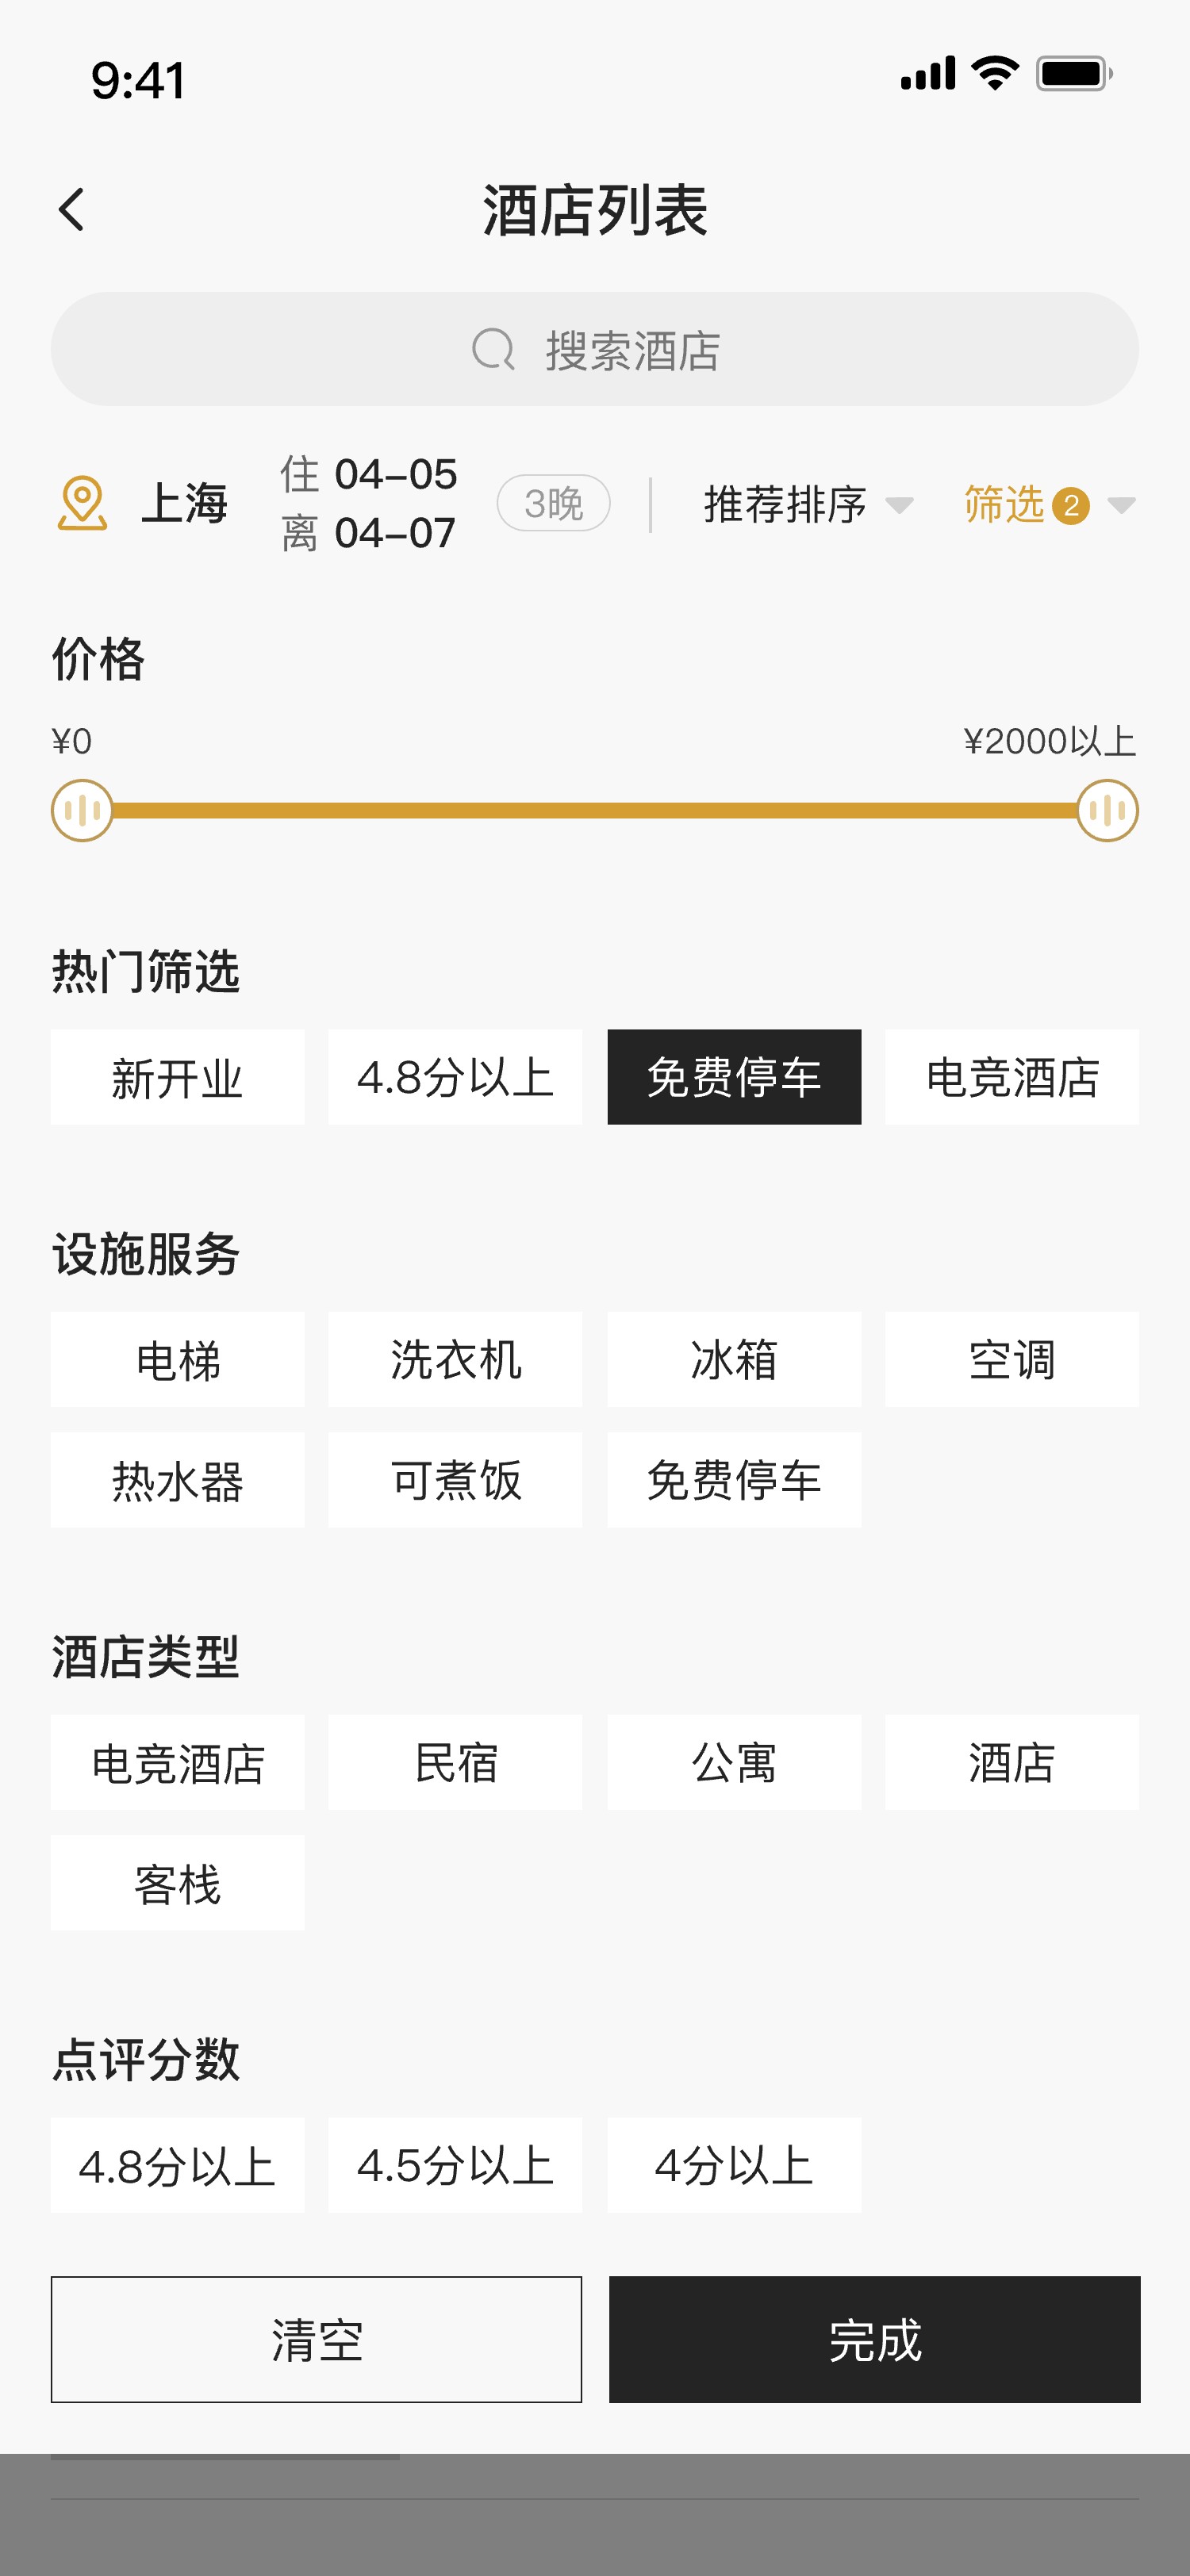 9:41
酒店列表
搜索酒店
上海
住 04-05
离 04-07
3晚
推荐排序
筛选 2
价格
¥0
¥2000以上
热门筛选
新开业 4.8分以上 免费停车 电竞酒店
设施服务
电梯 洗衣机 冰箱 空调
热水器 可煮饭 免费停车
酒店类型
电竞酒店 民宿 公寓 酒店
客栈
点评分数
4.8分以上 4.5分以上 4分以上
清空 完成